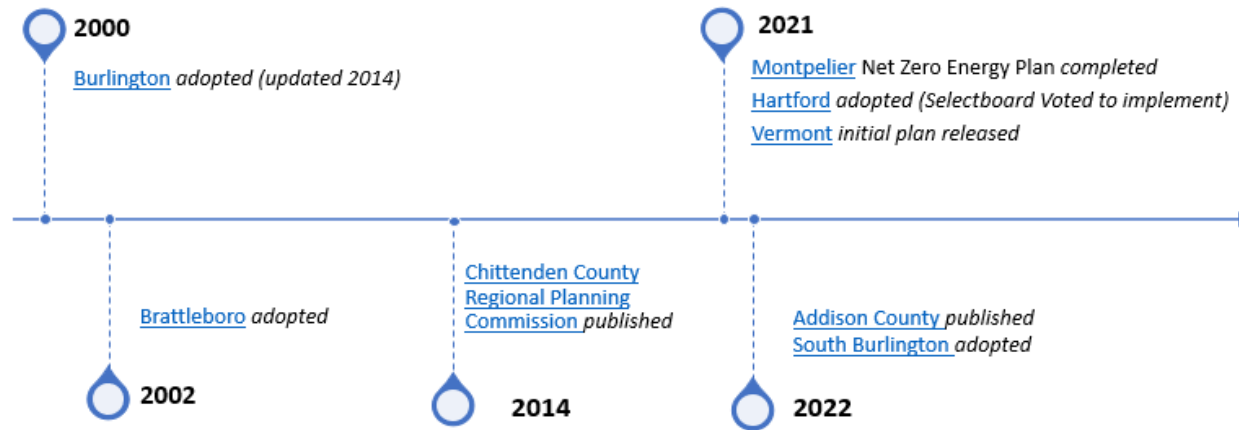 2000
Burlington adopted (updated 2014)
2021
Montpelier Net Zero Energy Plan completed
Hartford adopted (Selectboard Voted to implement)
Vermont initial plan released
Brattleboro adopted
2002
Chittenden County
Regional Planning
Commission published
2014
Addison County published
South Burlington adopted
2022